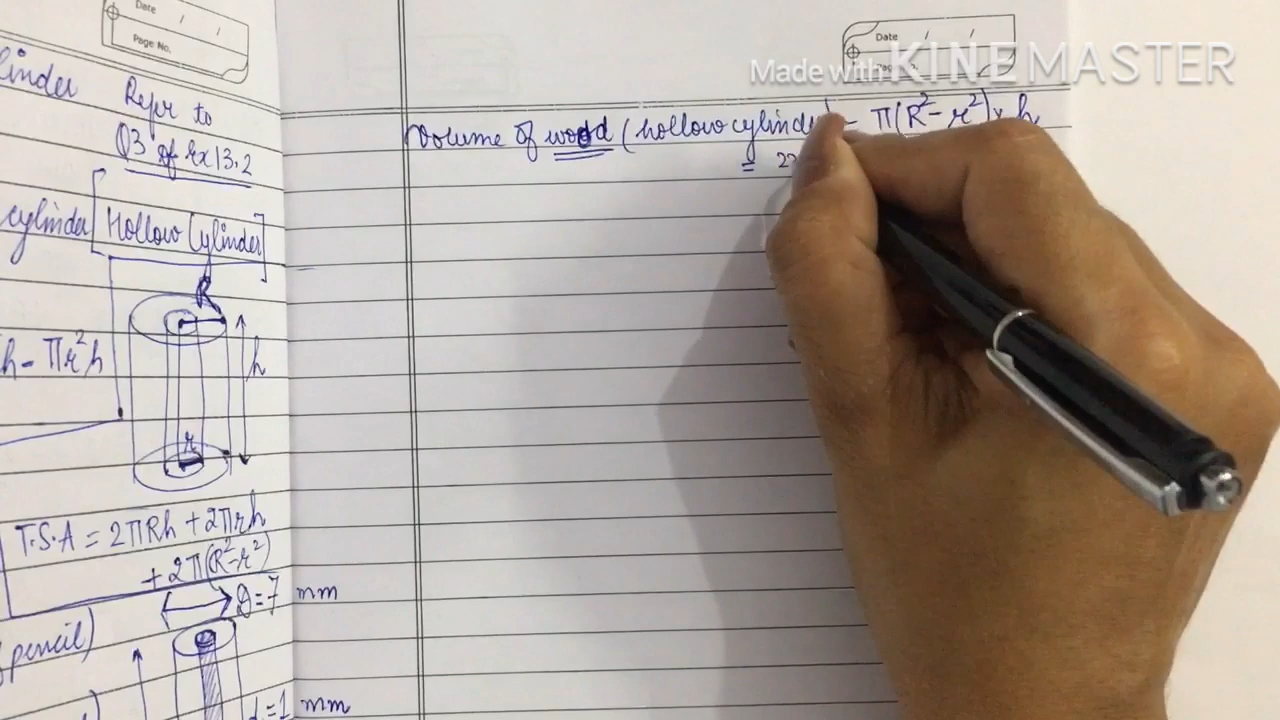 Date / /
Page No.
linder Refer to
Q3 of Ex 13.2
cylinder [Hollow Cylinder]
R
h
h - πr²h
r
T.S.A = 2πRh + 2πrh
+ 2π(R²-r²)
D=7 mm
pencil)
d=1 mm
Date / /
Made with KINEMASTER
Volume of wood (hollow cylinder) = π(R²-r²)×h
= 22